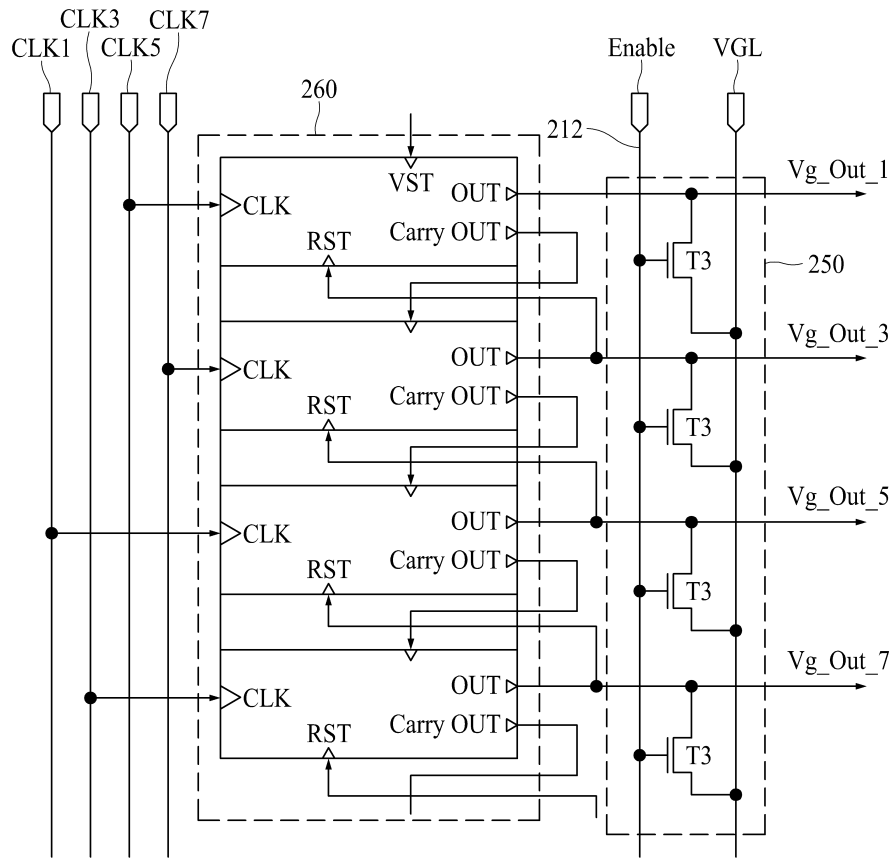 CLK3
CLK7
CLK1
CLK5
Enable
VGL
260
212
VST
OUT
Vg_Out_1
CLK
Carry OUT
RST
T3
250
OUT
Vg_Out_3
CLK
Carry OUT
RST
T3
OUT
Vg_Out_5
CLK
Carry OUT
RST
T3
OUT
Vg_Out_7
CLK
Carry OUT
RST
T3